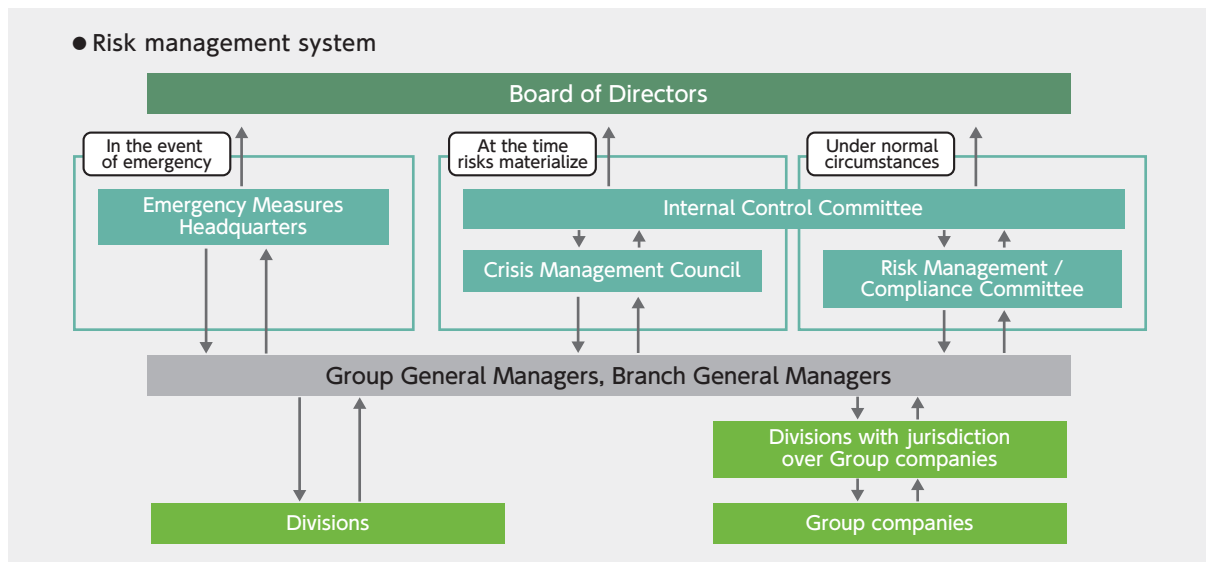 ● Risk management system
Board of Directors
In the event
of emergency
At the time
risks materialize
Under normal
circumstances
Emergency Measures
Headquarters
Internal Control Committee
Crisis Management Council
Risk Management /
Compliance Committee
Group General Managers, Branch General Managers
Divisions with jurisdiction
over Group companies
Divisions
Group companies